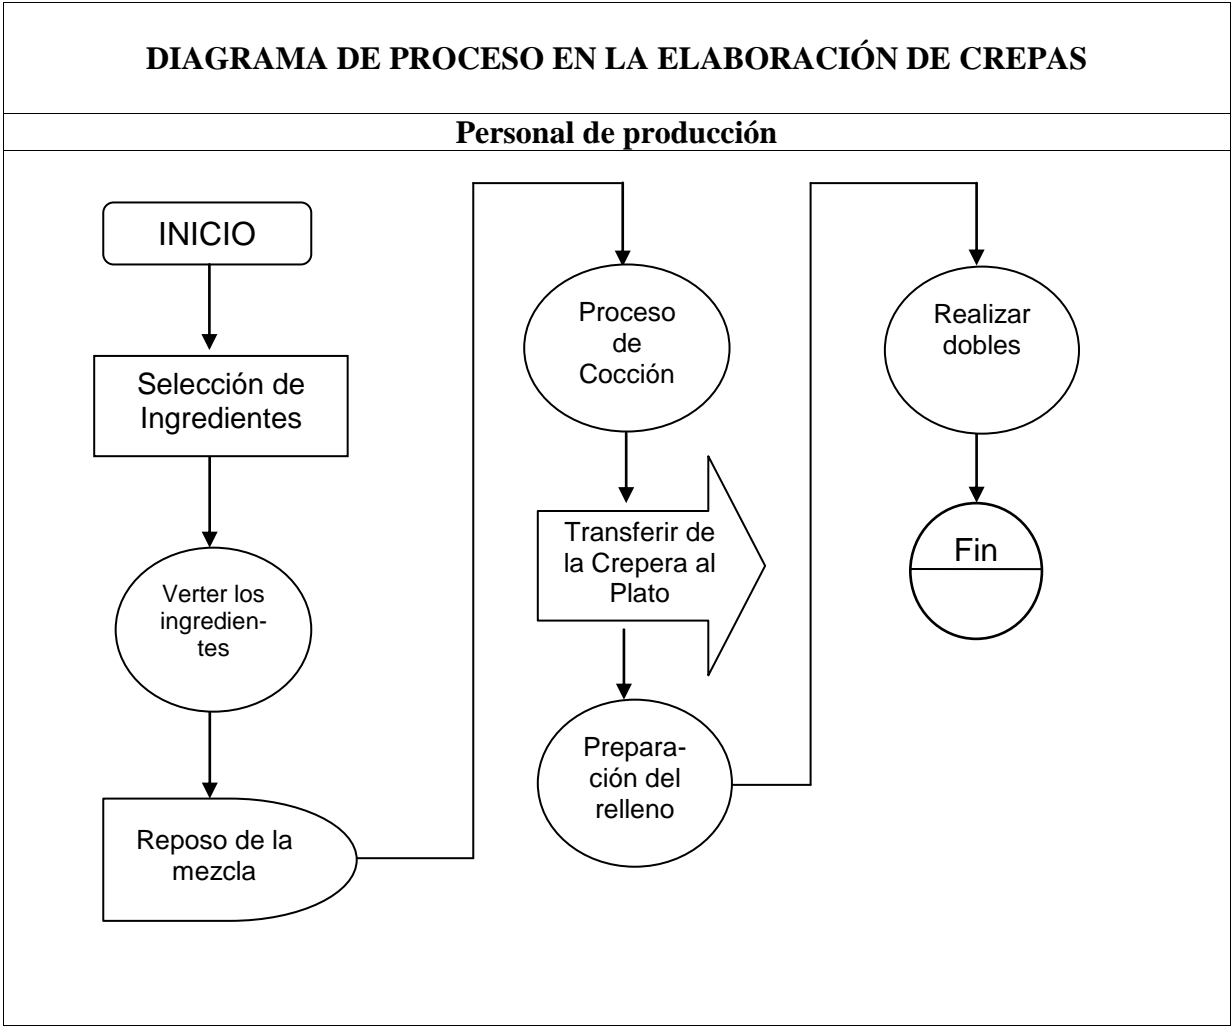 DIAGRAMA DE PROCESO EN LA ELABORACIÓN DE CREPAS
Personal de producción
INICIO
Selección de
Ingredientes
Verter los
ingredien-
tes
Reposo de la
mezcla
Proceso
de
Cocción
Transferir de
la Crepera al
Plato
Prepara-
ción del
relleno
Realizar
dobles
Fin